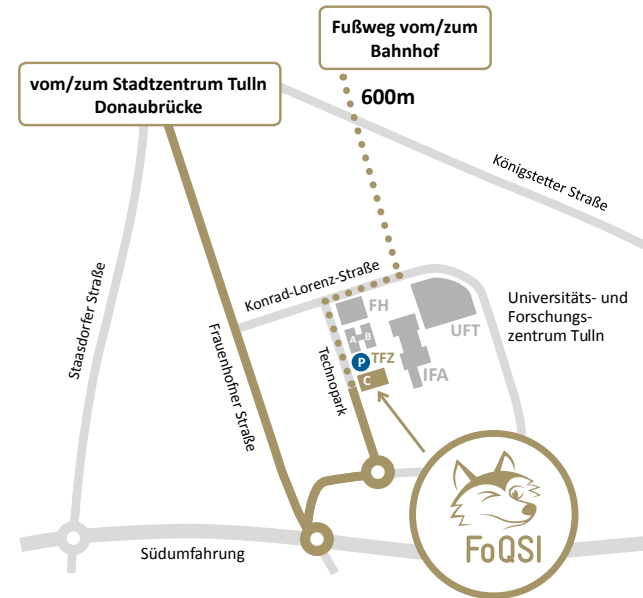 Fußweg vom/zum
Bahnhof
vom/zum Stadtzentrum Tulln
Donaubrücke
600m
Königstetter Straße
Staasdorfer Straße
Frauenhofner Straße
Konrad-Lorenz-Straße
Technopark
FH
UFT
A
B
P
TFZ
C
IFA
Universitäts- und
Forschungs-
zentrum Tulln
FoQSI
Südumfahrung